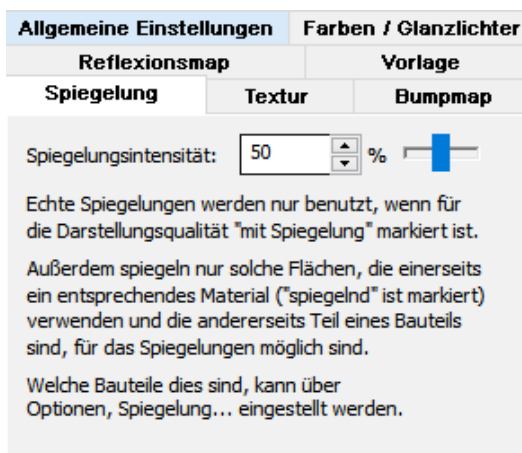 Allgemeine Einstellungen Farben / Glanzlichter
Reflexionsmap Vorlage
Spiegelung Textur Bumpmap
Spiegelungsintensität: 50 %
Echte Spiegelungen werden nur benutzt, wenn für
die Darstellungsqualität "mit Spiegelung" markiert ist.
Außerdem spiegeln nur solche Flächen, die einerseits
ein entsprechendes Material ("spiegelnd" ist markiert)
verwenden und die andererseits Teil eines Bauteils
sind, für das Spiegelungen möglich sind.
Welche Bauteile dies sind, kann über
Optionen, Spiegelung... eingestellt werden.